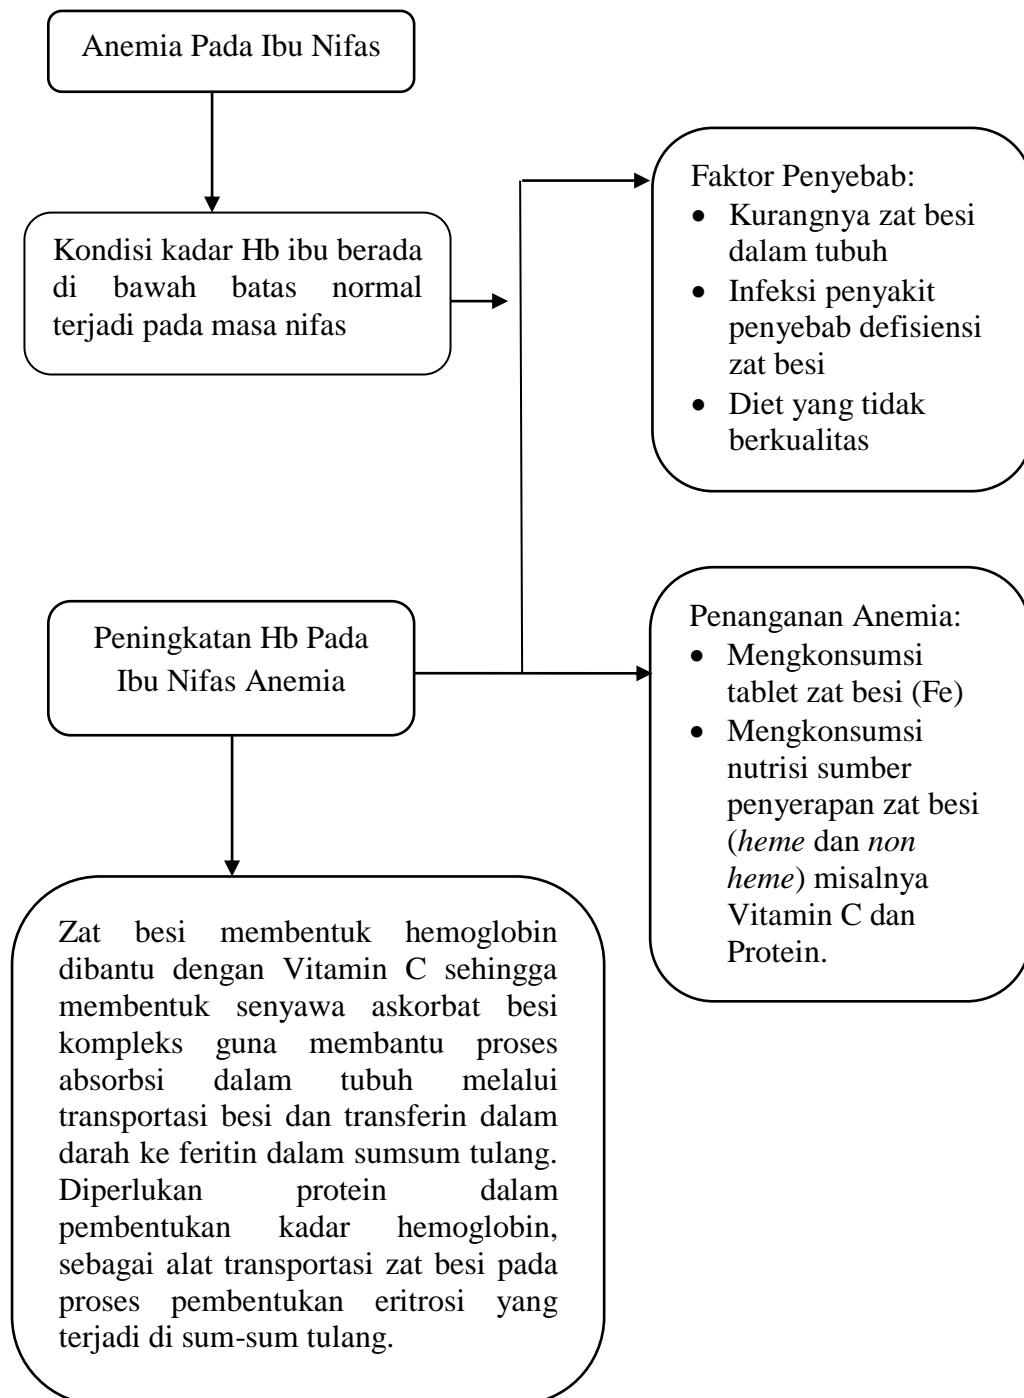 Anemia Pada Ibu Nifas
Kondisi kadar Hb ibu berada
di bawah batas normal
terjadi pada masa nifas
Faktor Penyebab:
• Kurangnya zat besi
dalam tubuh
• Infeksi penyakit
penyebab defisiensi
zat besi
• Diet yang tidak
berkualitas
Peningkatan Hb Pada
Ibu Nifas Anemia
Penanganan Anemia:
• Mengkonsumsi
tablet zat besi (Fe)
• Mengkonsumsi
nutrisi sumber
penyerapan zat besi
(heme dan non
heme) misalnya
Vitamin C dan
Protein.
Zat besi membentuk hemoglobin
dibantu dengan Vitamin C sehingga
membentuk senyawa askorbat besi
kompleks guna membantu proses
absorbsi dalam tubuh melalui
transportasi besi dan transferin dalam
darah ke feritin dalam sumsum tulang.
Diperlukan protein dalam
pembentukan kadar hemoglobin,
sebagai alat transportasi zat besi pada
proses pembentukan eritrosi yang
terjadi di sum-sum tulang.